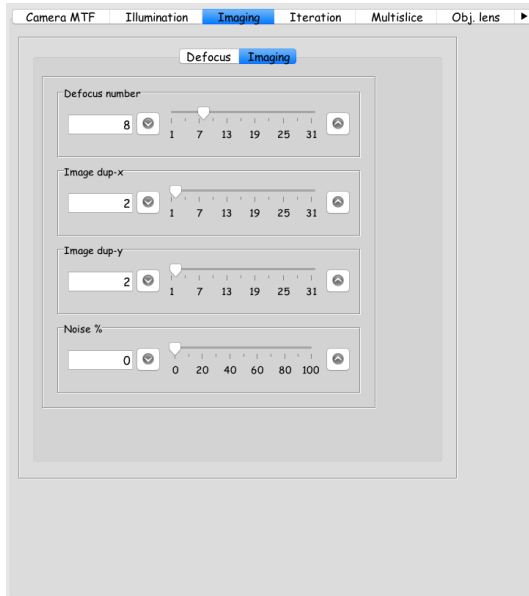 Camera MTF Illumination Imaging Iteration Multislice Obj. lens
Defocus Imaging
Defocus number
8
1 7 13 19 25 31
Image dup-x
2
1 7 13 19 25 31
Image dup-y
2
1 7 13 19 25 31
Noise %
0
0 20 40 60 80 100